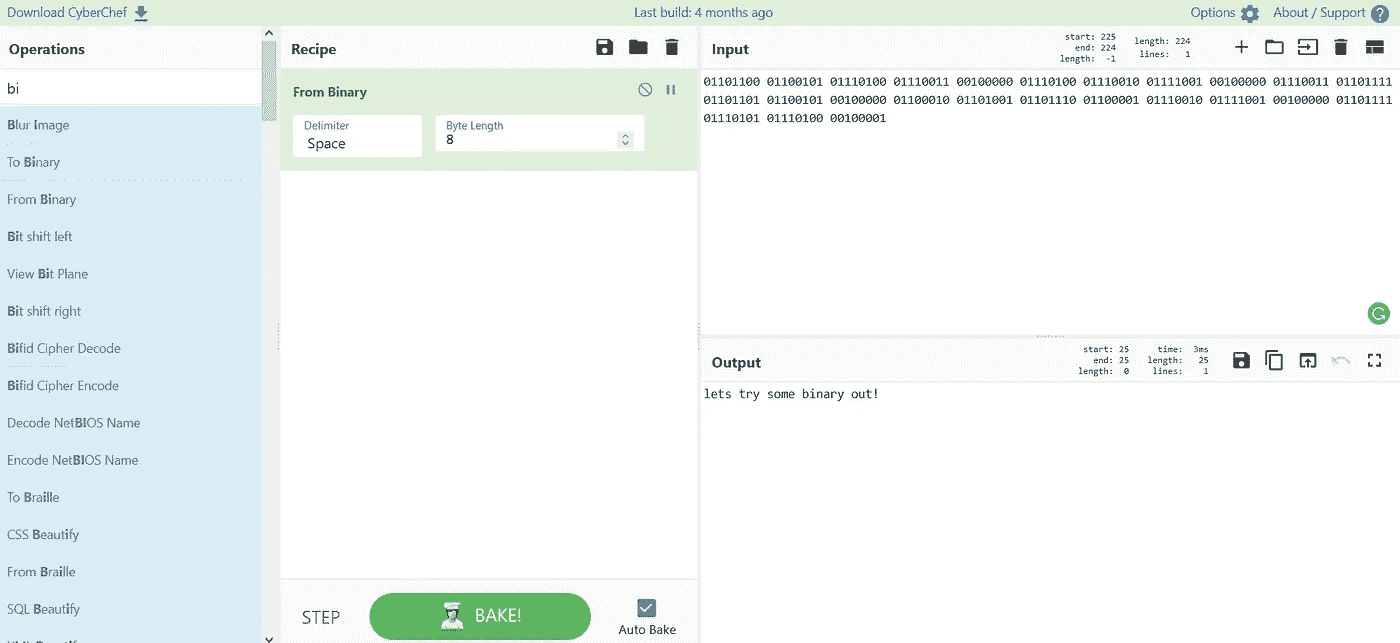 Download CyberChef
Last build: 4 months ago
Options
About / Support
Operations
bi
Blur Image
To Binary
From Binary
Bit shift left
View Bit Plane
Bit shift right
Bifid Cipher Decode
Bifid Cipher Encode
Decode NetBIOS Name
Encode NetBIOS Name
To Braille
CSS Beautify
From Braille
SQL Beautify
Recipe
From Binary
Delimiter
Space
Byte Length
8
STEP
BAKE!
Auto Bake
Input
start: 225
end: 224
length: -1
length: 224
lines: 1
01101100 01100101 01110100 01110011 00100000 01110100 01110010 01111001 00100000 01110011 01101111
01101101 01100101 00100000 01100010 01101001 01101110 01100001 01110010 01111001 00100000 01101111
01110101 01110100 00100001
Output
start: 25
end: 25
length: 0
time: 3ms
length: 25
lines: 1
lets try some binary out!